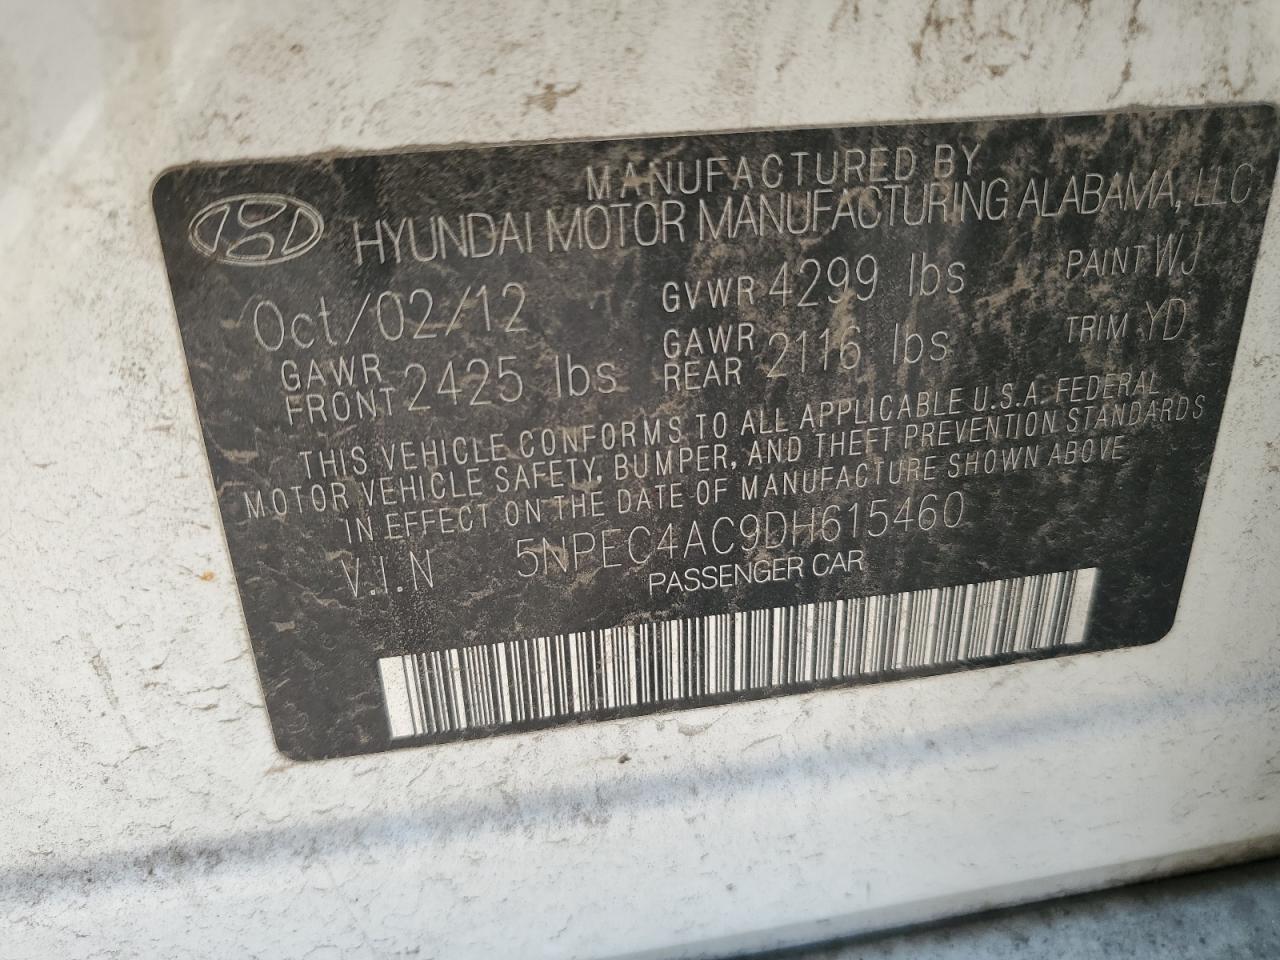 MANUFACTURED BY
HYUNDAI MOTOR MANUFACTURING ALABAMA, LLC
Oct/02/12 GVWR 4299 lbs PAINT WJ
GAWR FRONT 2425 lbs GAWR REAR 2116 lbs TRIM YD
THIS VEHICLE CONFORMS TO ALL APPLICABLE U.S.A. FEDERAL
MOTOR VEHICLE SAFETY, BUMPER, AND THEFT PREVENTION STANDARDS
IN EFFECT ON THE DATE OF MANUFACTURE SHOWN ABOVE
V.I.N 5NPEC4AC9DH615460
PASSENGER CAR